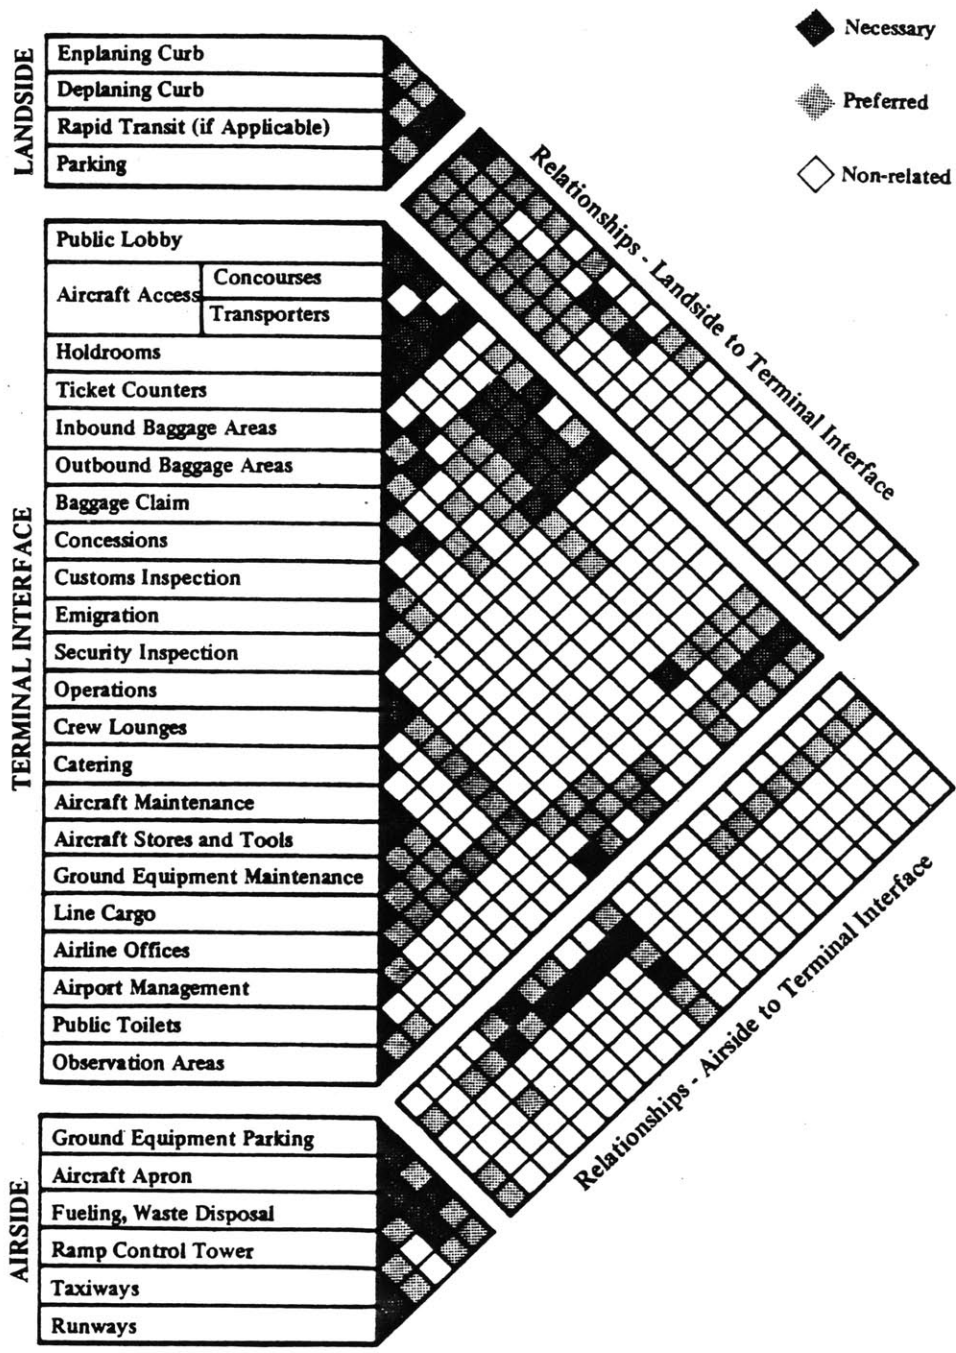 Necessary
Preferred
Non-related
LANDSIDE
Enplaning Curb
Deplaning Curb
Rapid Transit (if Applicable)
Parking
Relationships - Landside to Terminal Interface
TERMINAL INTERFACE
Public Lobby
Aircraft Access
Concourses
Transporters
Holdrooms
Ticket Counters
Inbound Baggage Areas
Outbound Baggage Areas
Baggage Claim
Concessions
Customs Inspection
Emigration
Security Inspection
Operations
Crew Lounges
Catering
Aircraft Maintenance
Aircraft Stores and Tools
Ground Equipment Maintenance
Line Cargo
Airline Offices
Airport Management
Public Toilets
Observation Areas
Relationships - Airside to Terminal Interface
AIRSIDE
Ground Equipment Parking
Aircraft Apron
Fueling, Waste Disposal
Ramp Control Tower
Taxiways
Runways